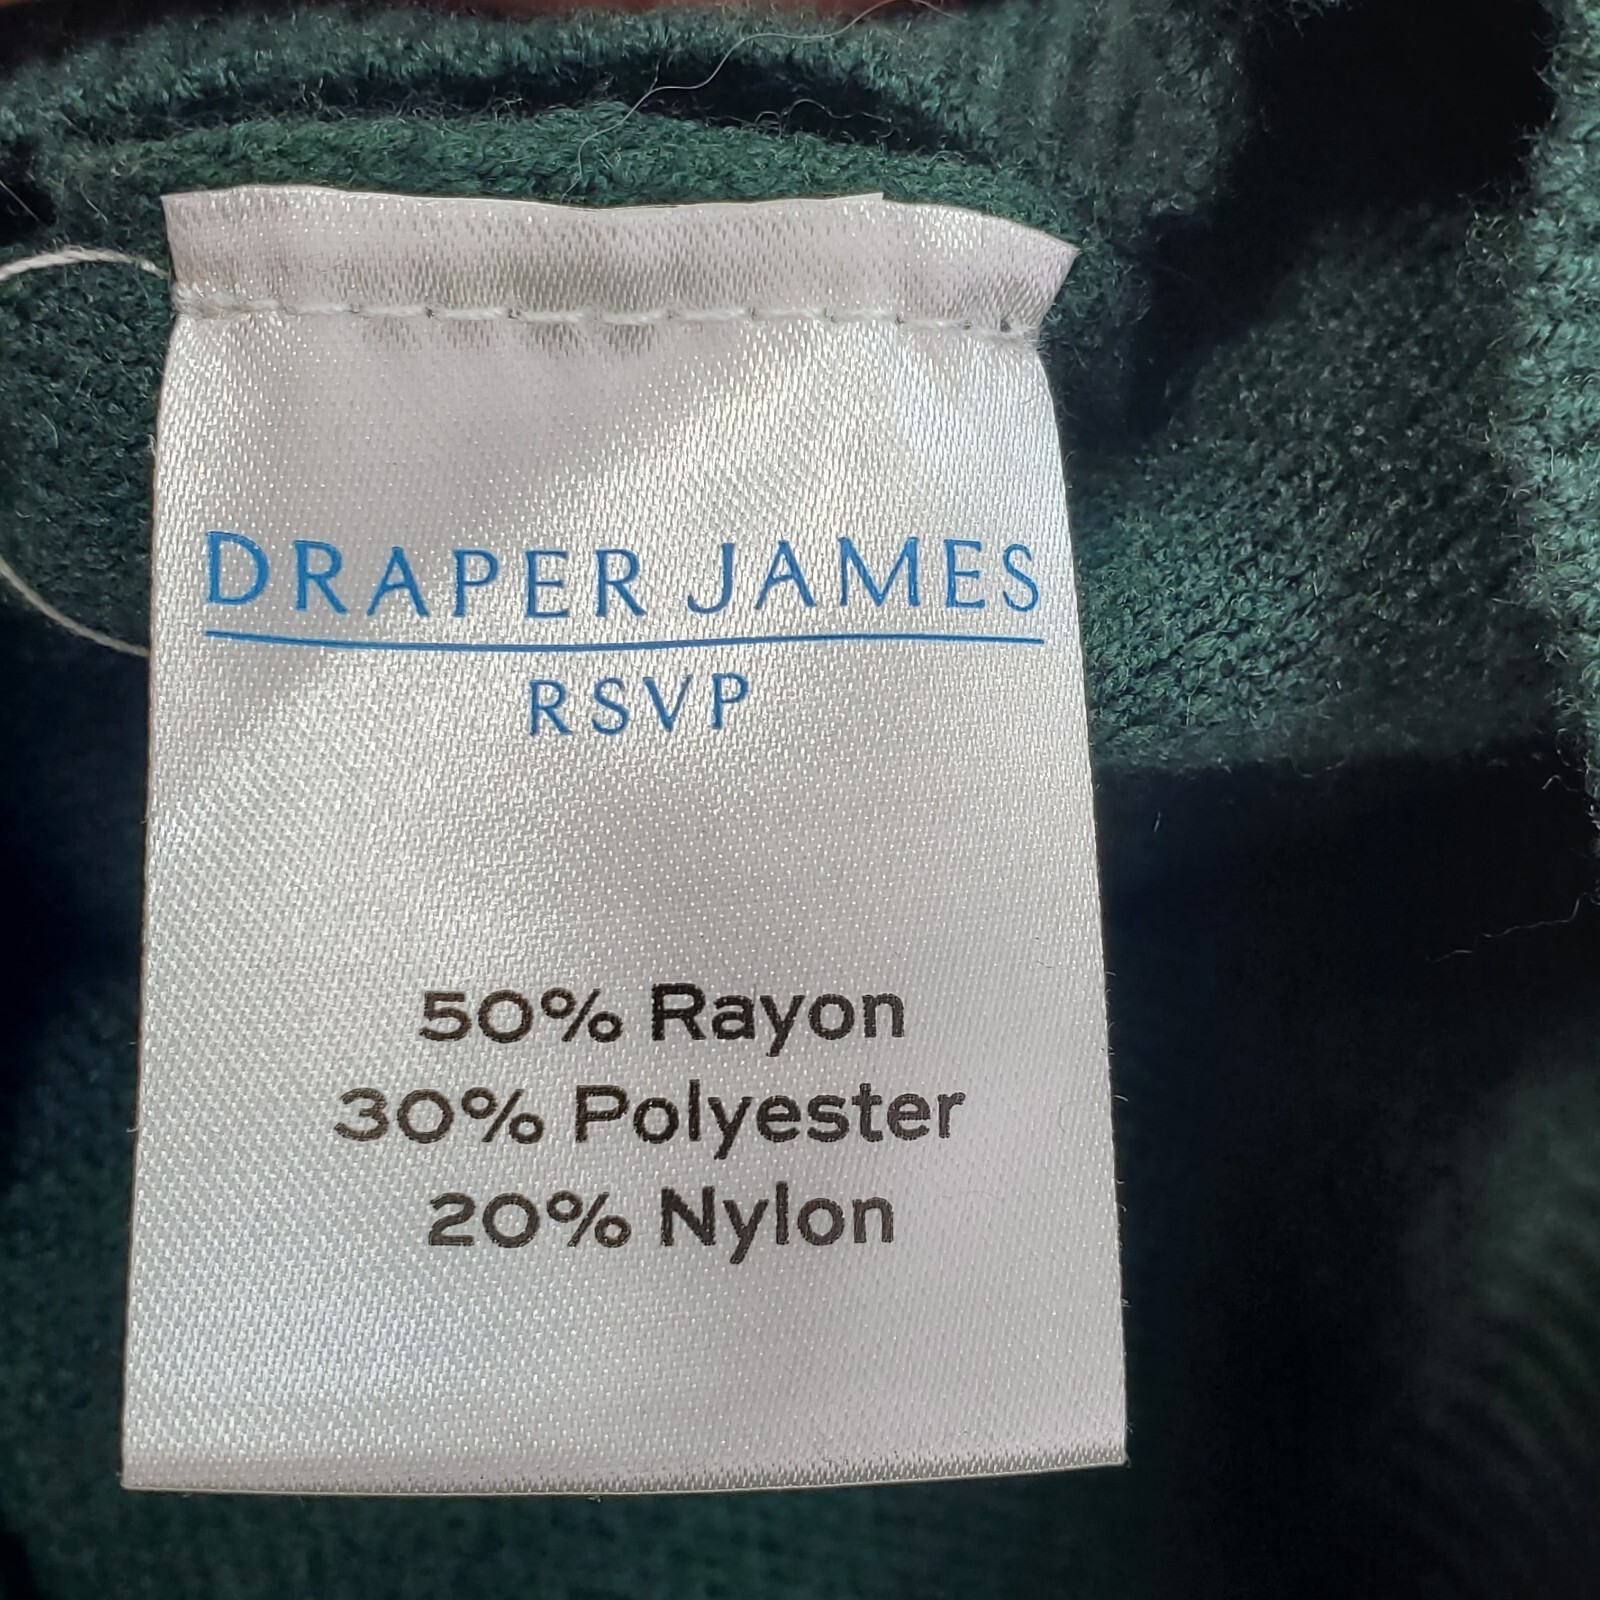 DRAPER JAMES
RSVP
50% Rayon
30% Polyester
20% Nylon